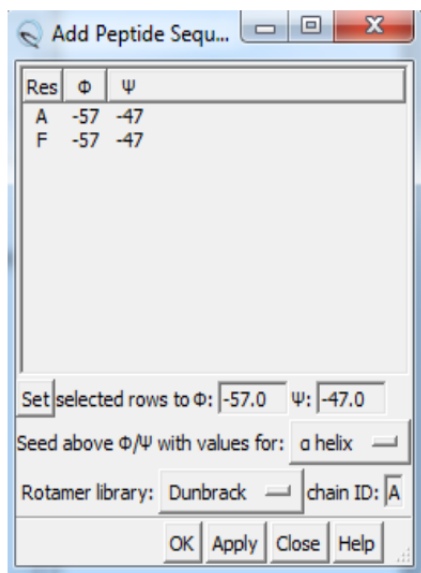 Add Peptide Sequ...
Res Φ Ψ
A -57 -47
F -57 -47
Set selected rows to Φ: -57.0 Ψ: -47.0
Seed above Φ/Ψ with values for: α helix
Rotamer library: Dunbrack chain ID: A
OK Apply Close Help